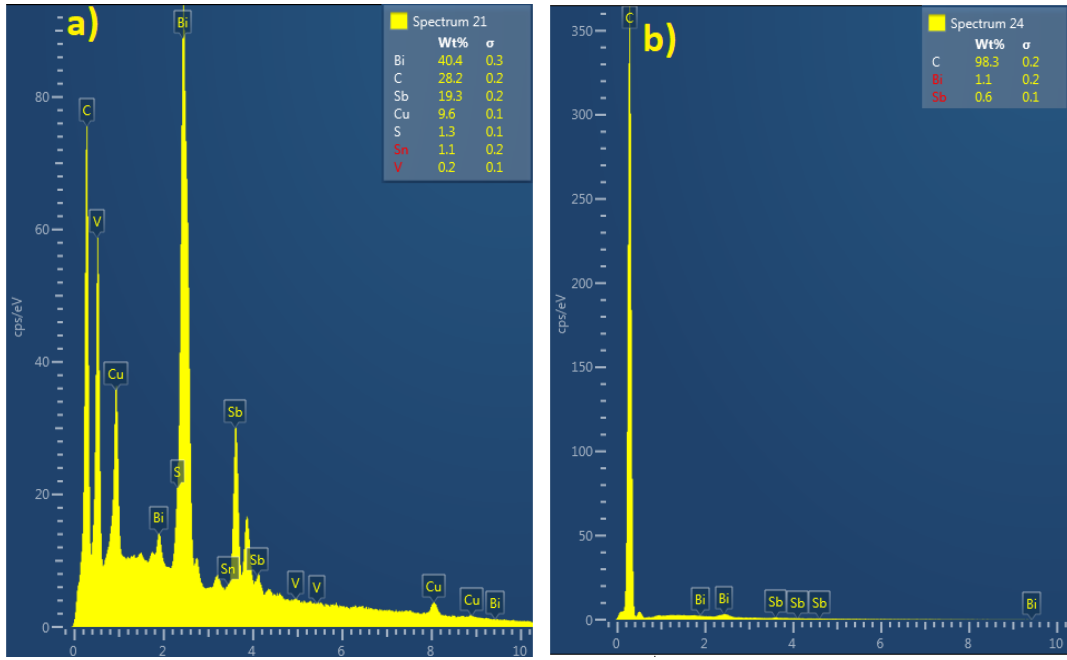 a)
Spectrum 21
Wt% σ
Bi 40.4 0.3
C 28.2 0.2
Sb 19.3 0.2
Cu 9.6 0.1
S 1.3 0.1
Sn 1.1 0.2
V 0.2 0.1
Bi
C
V
Cu
S
Bi
Sb
Sn
Sb
V
V
Cu
Cu
Bi
80
60
40
20
0
cps/eV
0 2 4 6 8 10
b)
Spectrum 24
Wt% σ
C 98.3 0.2
Bi 1.1 0.2
Sb 0.6 0.1
C
Bi
Bi
Sb
Sb
Sb
Bi
350
300
250
200
150
100
50
0
cps/eV
0 2 4 6 8 10